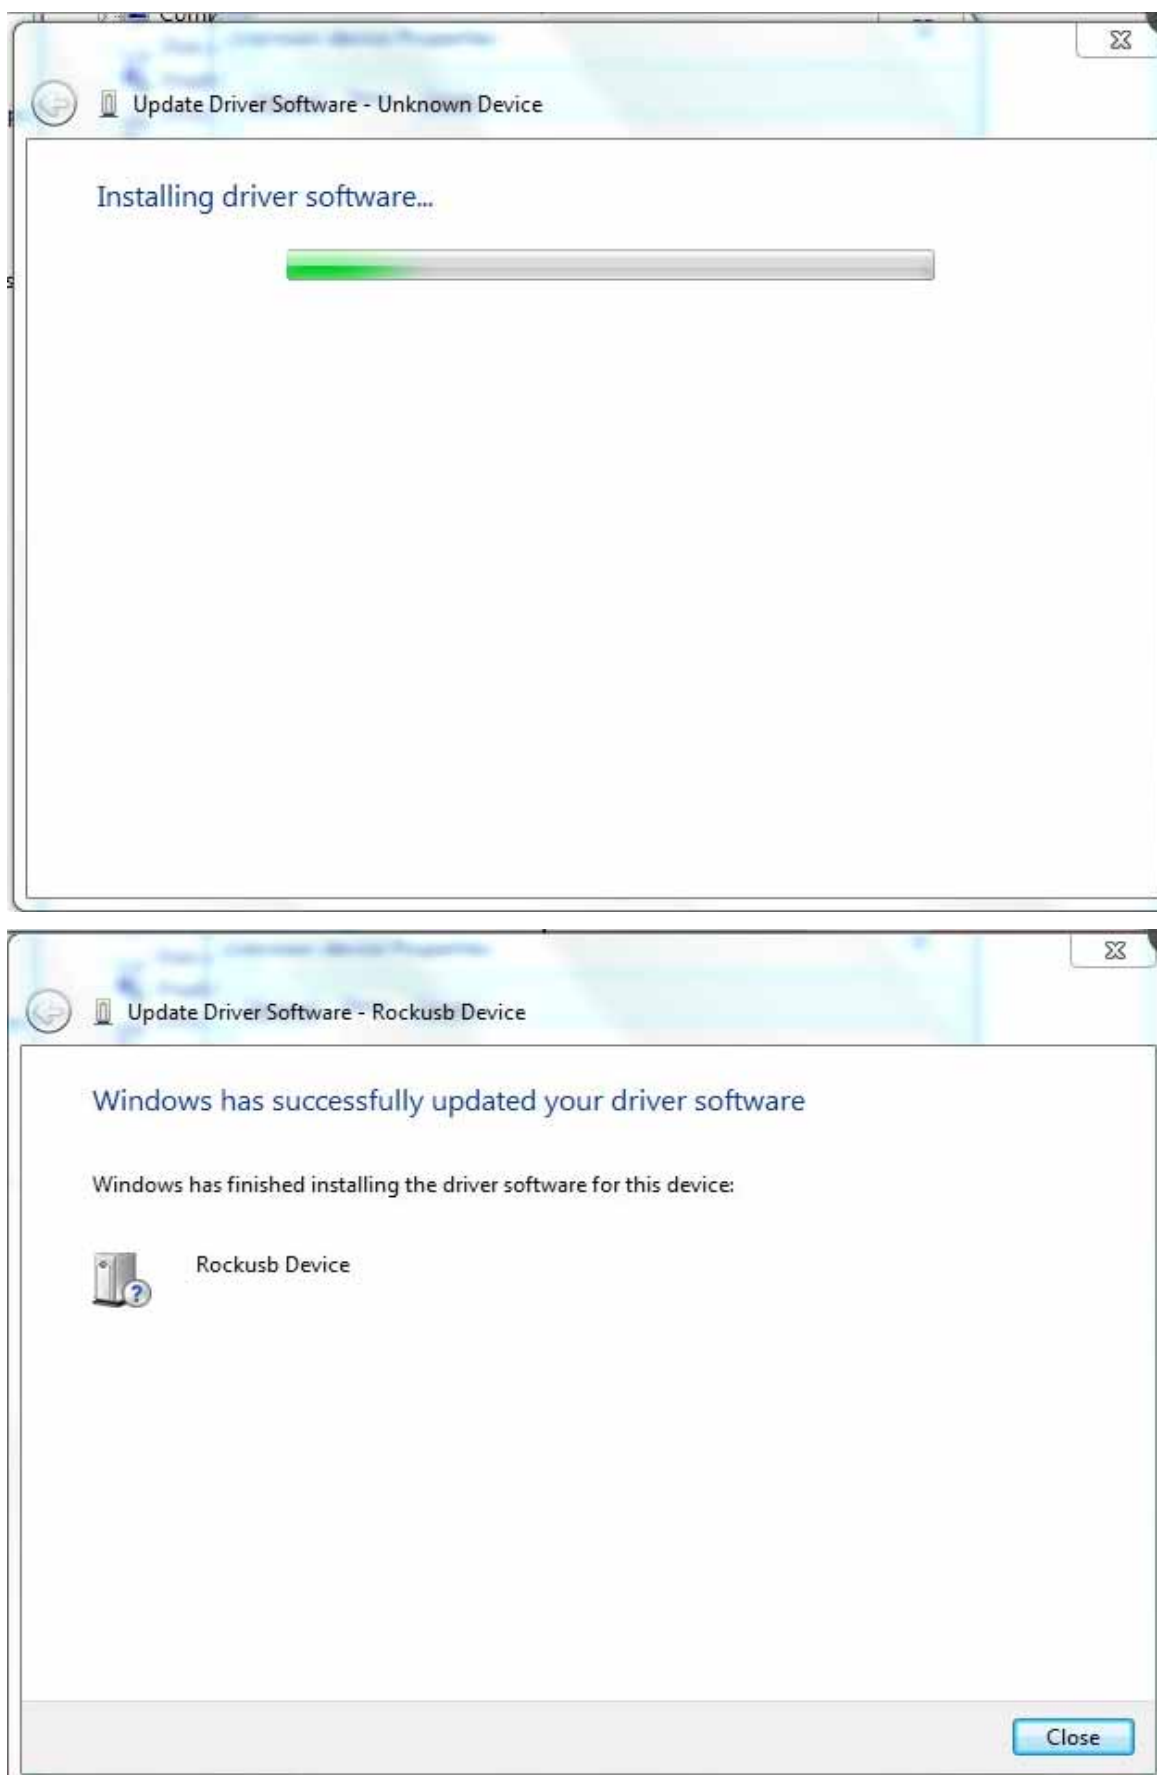 Update Driver Software - Unknown Device
Installing driver software...
Update Driver Software - Rockusb Device
Windows has successfully updated your driver software
Windows has finished installing the driver software for this device:
Rockusb Device
Close